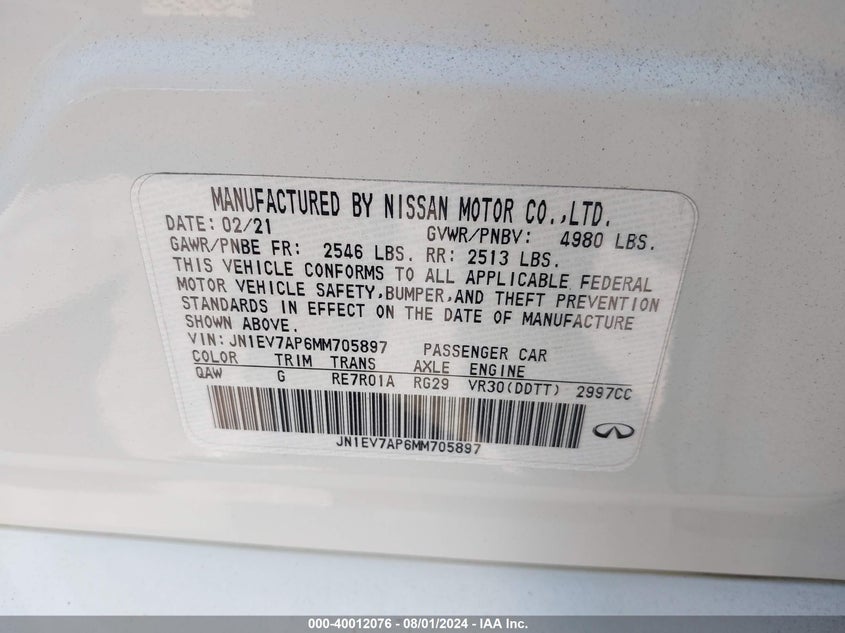 MANUFACTURED BY NISSAN MOTOR CO.,LTD.
DATE: 02/21 GVWR/PNBV: 4980 LBS.
GAWR/PNBE FR: 2546 LBS. RR: 2513 LBS.
THIS VEHICLE CONFORMS TO ALL APPLICABLE FEDERAL
MOTOR VEHICLE SAFETY,BUMPER,AND THEFT PREVENTION
STANDARDS IN EFFECT ON THE DATE OF MANUFACTURE
SHOWN ABOVE.
VIN: JN1EV7AP6MM705897 PASSENGER CAR
COLOR TRIM TRANS AXLE ENGINE
QAW G RE7R01A RG29 VR30(DDTT) 2997CC
JN1EV7AP6MM705897
000-40012076 - 08/01/2024 - IAA Inc.